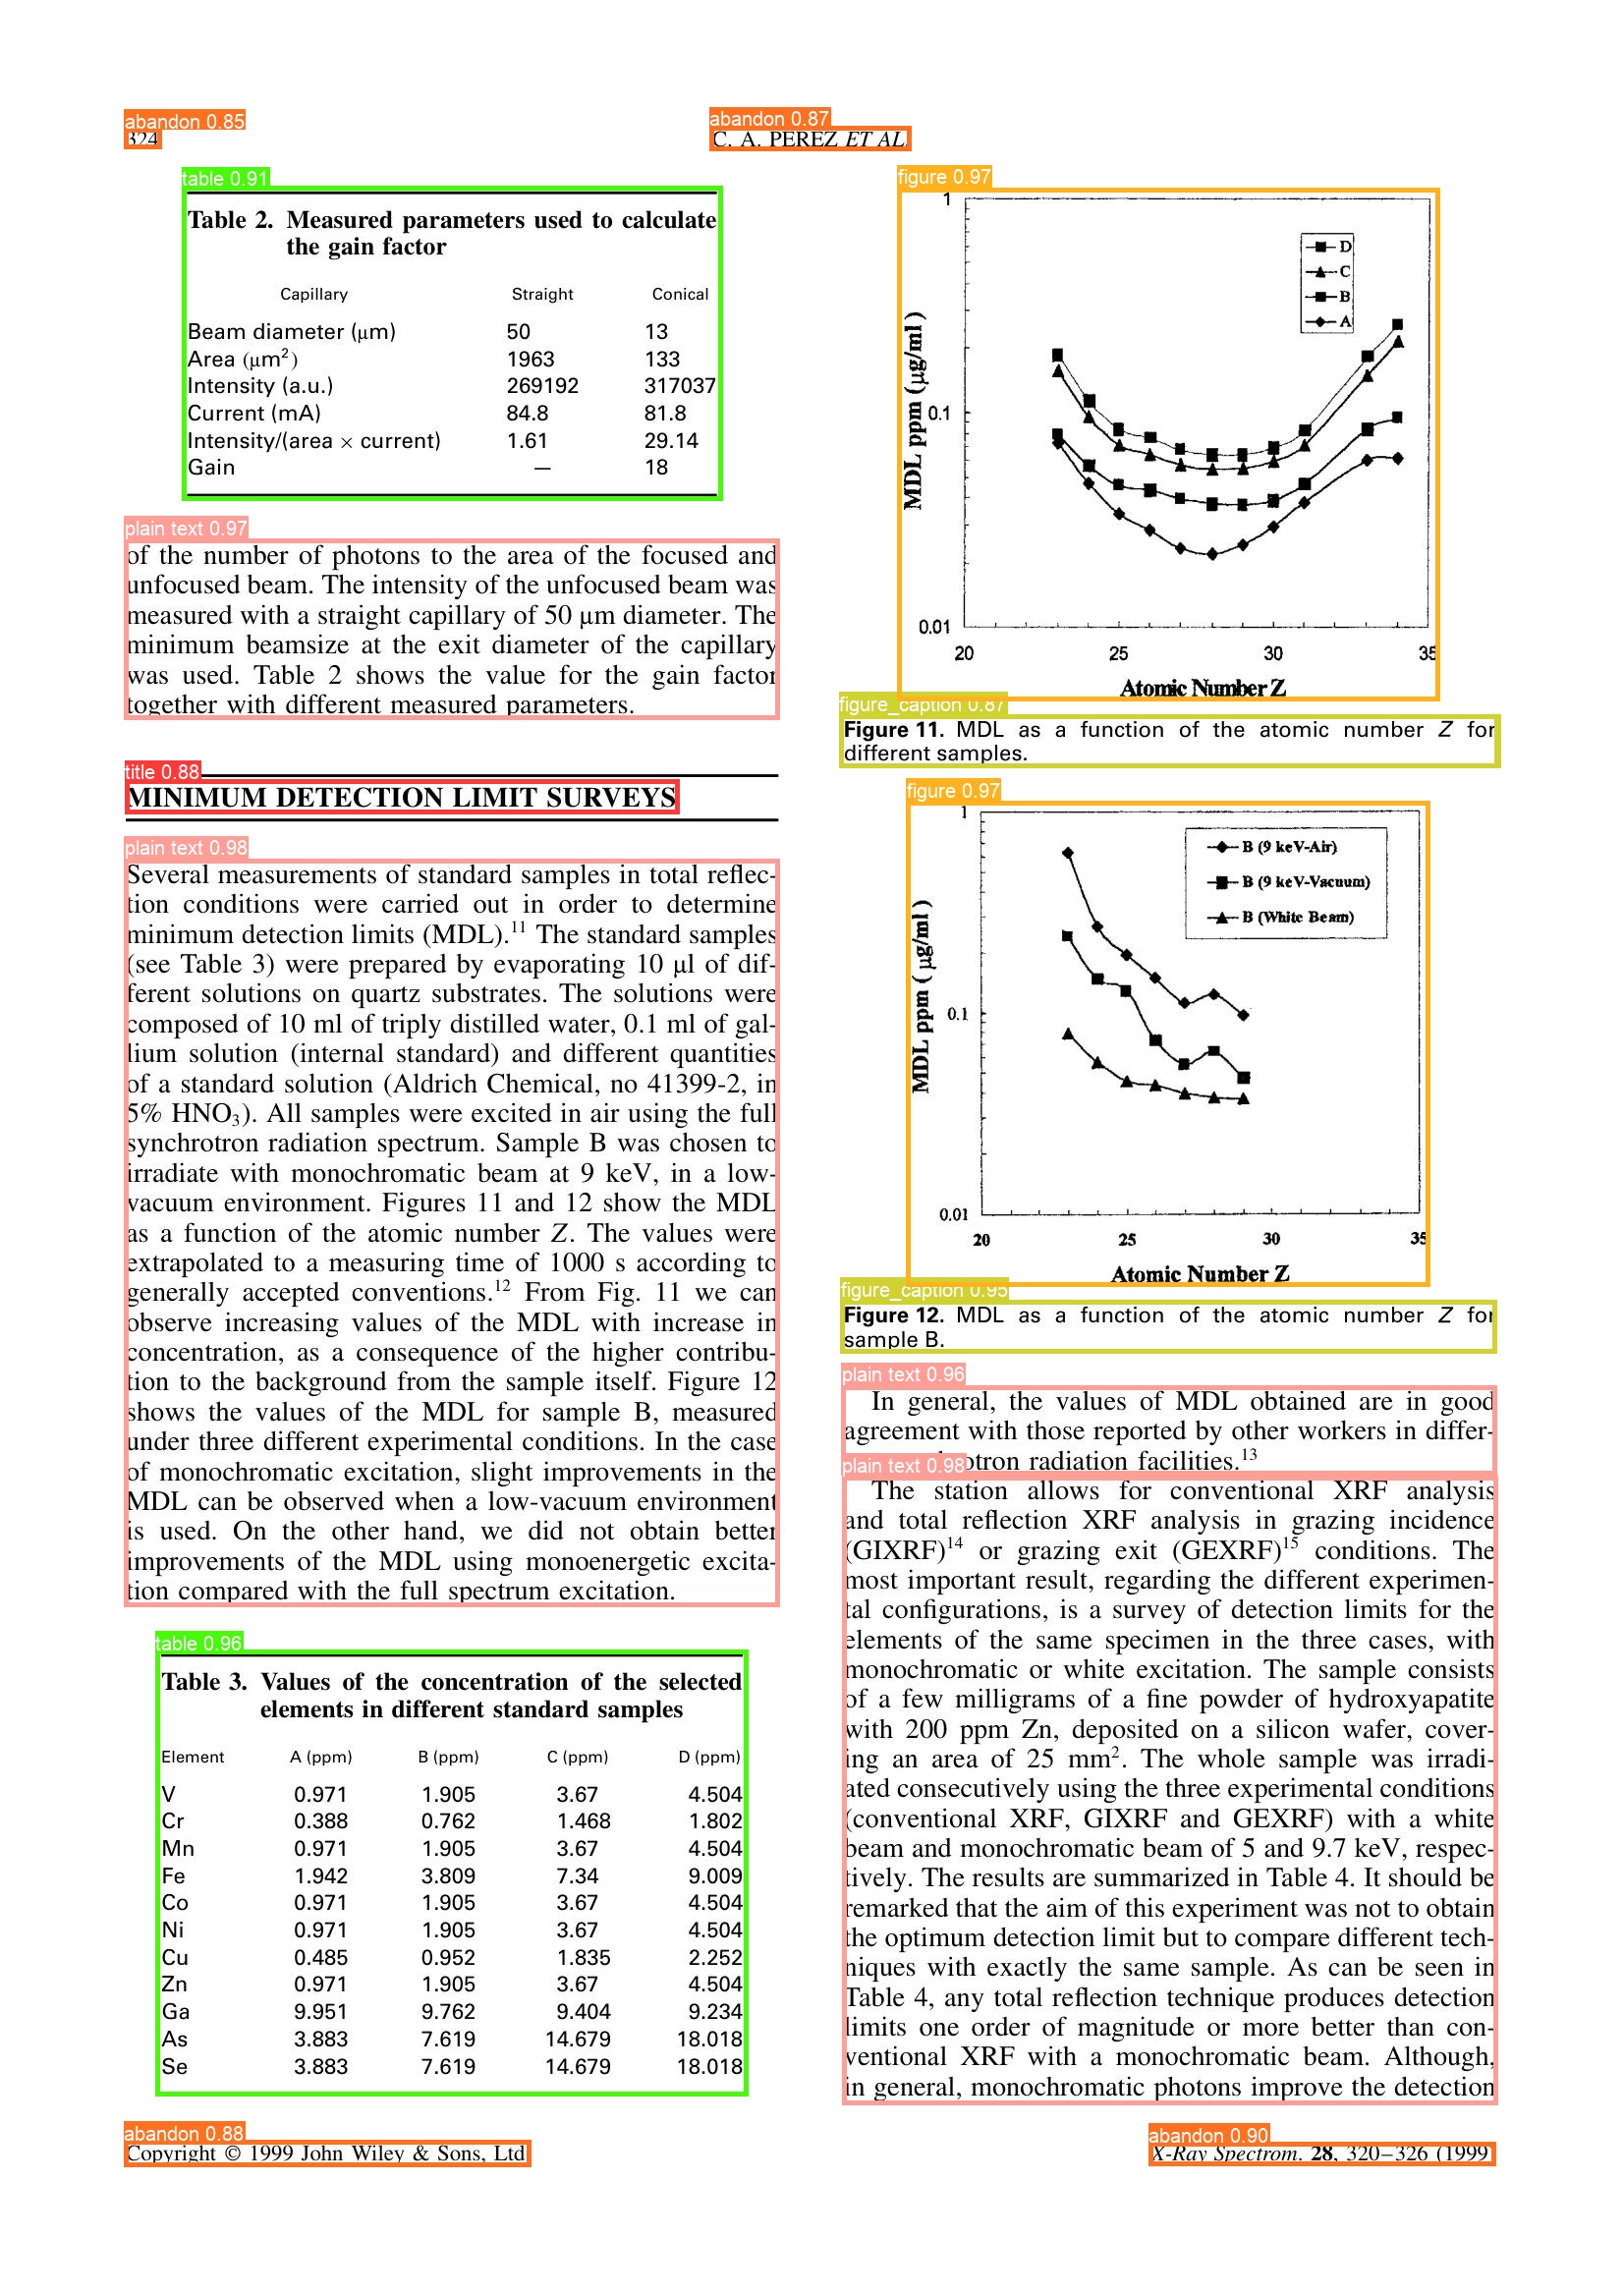 abandon 0.85
324
abandon 0.87
C. A. PEREZ ET AL
table 0.91
Table 2. Measured parameters used to calculate
the gain factor
Capillary Straight Conical
Beam diameter (μm) 50 13
Area (μm²) 1963 133
Intensity (a.u.) 269192 317037
Current (mA) 84.8 81.8
Intensity/(area × current) 1.61 29.14
Gain — 18
plain text 0.97
of the number of photons to the area of the focused and
unfocused beam. The intensity of the unfocused beam was
measured with a straight capillary of 50 μm diameter. The
minimum beamsize at the exit diameter of the capillary
was used. Table 2 shows the value for the gain factor
together with different measured parameters.
title 0.88
MINIMUM DETECTION LIMIT SURVEYS
plain text 0.98
Several measurements of standard samples in total reflec-
tion conditions were carried out in order to determine
minimum detection limits (MDL).¹¹ The standard samples
(see Table 3) were prepared by evaporating 10 μl of dif-
ferent solutions on quartz substrates. The solutions were
composed of 10 ml of triply distilled water, 0.1 ml of gal-
lium solution (internal standard) and different quantities
of a standard solution (Aldrich Chemical, no 41399-2, in
5% HNO₃). All samples were excited in air using the full
synchrotron radiation spectrum. Sample B was chosen to
irradiate with monochromatic beam at 9 keV, in a low-
vacuum environment. Figures 11 and 12 show the MDL
as a function of the atomic number Z. The values were
extrapolated to a measuring time of 1000 s according to
generally accepted conventions.¹² From Fig. 11 we can
observe increasing values of the MDL with increase in
concentration, as a consequence of the higher contribu-
tion to the background from the sample itself. Figure 12
shows the values of the MDL for sample B, measured
under three different experimental conditions. In the case
of monochromatic excitation, slight improvements in the
MDL can be observed when a low-vacuum environment
is used. On the other hand, we did not obtain better
improvements of the MDL using monoenergetic excita-
tion compared with the full spectrum excitation.
table 0.96
Table 3. Values of the concentration of the selected
elements in different standard samples
Element A (ppm) B (ppm) C (ppm) D (ppm)
V 0.971 1.905 3.67 4.504
Cr 0.388 0.762 1.468 1.802
Mn 0.971 1.905 3.67 4.504
Fe 1.942 3.809 7.34 9.009
Co 0.971 1.905 3.67 4.504
Ni 0.971 1.905 3.67 4.504
Cu 0.485 0.952 1.835 2.252
Zn 0.971 1.905 3.67 4.504
Ga 9.951 9.762 9.404 9.234
As 3.883 7.619 14.679 18.018
Se 3.883 7.619 14.679 18.018
figure 0.97
1
D
C
B
A
MDL ppm (μg/ml )
0.1
0.01
20 25 30 35
Atomic Number Z
figure_caption 0.87
Figure 11. MDL as a function of the atomic number Z for
different samples.
figure 0.97
1
B (9 keV-Air)
B (9 keV-Vacuum)
B (White Beam)
MDL ppm ( μg/ml )
0.1
0.01
20 25 30 35
Atomic Number Z
figure_caption 0.95
Figure 12. MDL as a function of the atomic number Z for
sample B.
plain text 0.96
In general, the values of MDL obtained are in good
agreement with those reported by other workers in differ-
otron radiation facilities.¹³
plain text 0.98
The station allows for conventional XRF analysis
and total reflection XRF analysis in grazing incidence
(GIXRF)¹⁴ or grazing exit (GEXRF)¹⁵ conditions. The
most important result, regarding the different experimen-
tal configurations, is a survey of detection limits for the
elements of the same specimen in the three cases, with
monochromatic or white excitation. The sample consists
of a few milligrams of a fine powder of hydroxyapatite
with 200 ppm Zn, deposited on a silicon wafer, cover-
ing an area of 25 mm². The whole sample was irradi-
ated consecutively using the three experimental conditions
(conventional XRF, GIXRF and GEXRF) with a white
beam and monochromatic beam of 5 and 9.7 keV, respec-
tively. The results are summarized in Table 4. It should be
remarked that the aim of this experiment was not to obtain
the optimum detection limit but to compare different tech-
niques with exactly the same sample. As can be seen in
Table 4, any total reflection technique produces detection
limits one order of magnitude or more better than con-
ventional XRF with a monochromatic beam. Although,
in general, monochromatic photons improve the detection
abandon 0.88
Copyright © 1999 John Wiley & Sons, Ltd
abandon 0.90
X-Ray Spectrom. 28, 320–326 (1999